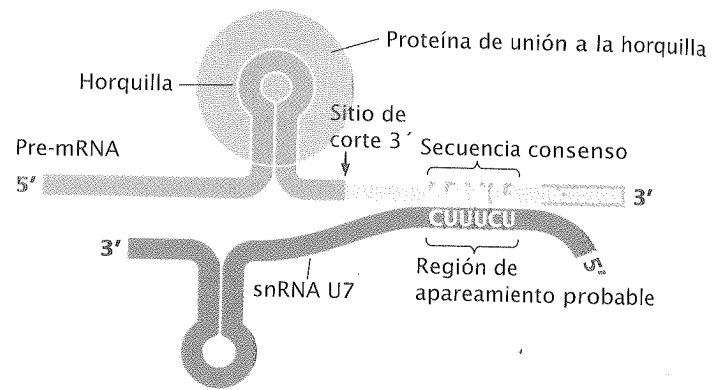 Proteína de unión a la horquilla
Horquilla
Sitio de
corte 3´
Pre-mRNA
Secuencia consenso
5'
3'
CUUUCU
3'
5'
Región de
apareamiento probable
snRNA U7